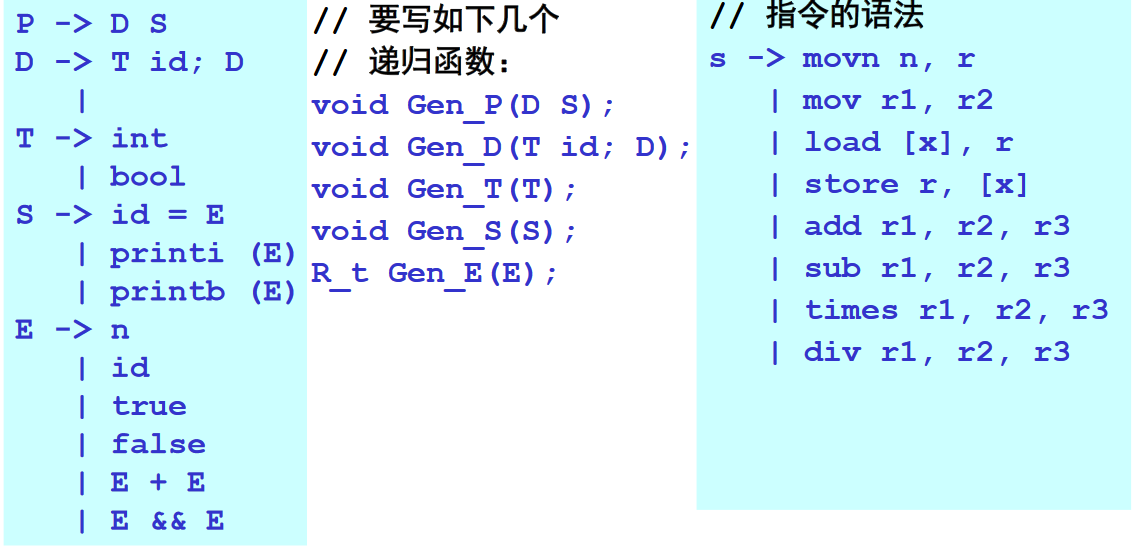 P -> D S
D -> T id; D
|
T -> int
| bool
S -> id = E
| printi (E)
| printb (E)
E -> n
| id
| true
| false
| E + E
| E && E
// 要写如下几个
// 递归函数：
void Gen_P(D S);
void Gen_D(T id; D);
void Gen_T(T);
void Gen_S(S);
R_t Gen_E(E);
// 指令的语法
s -> movn n, r
| mov r1, r2
| load [x], r
| store r, [x]
| add r1, r2, r3
| sub r1, r2, r3
| times r1, r2, r3
| div r1, r2, r3